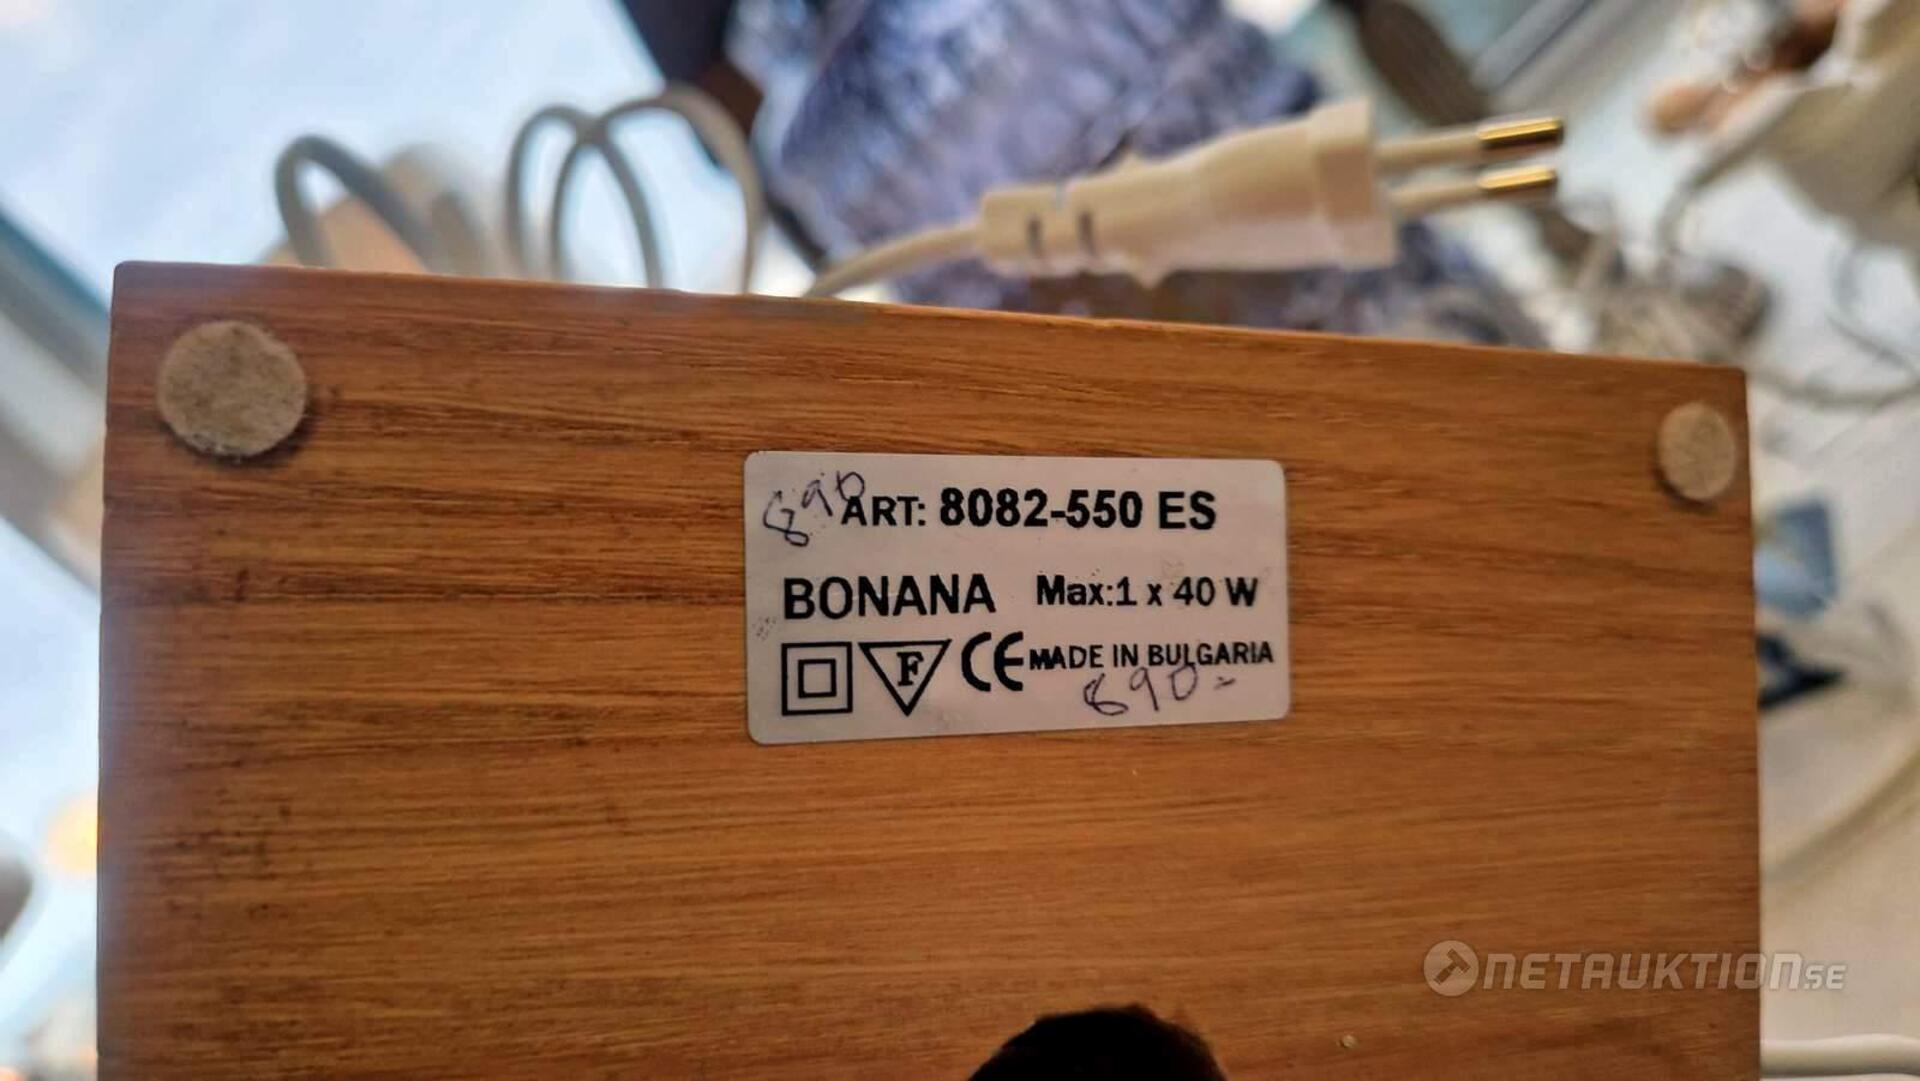 890
ART: 8082-550 ES
BONANA Max:1 x 40 W
F CE MADE IN BULGARIA
890:-
NETAUKTION.SE